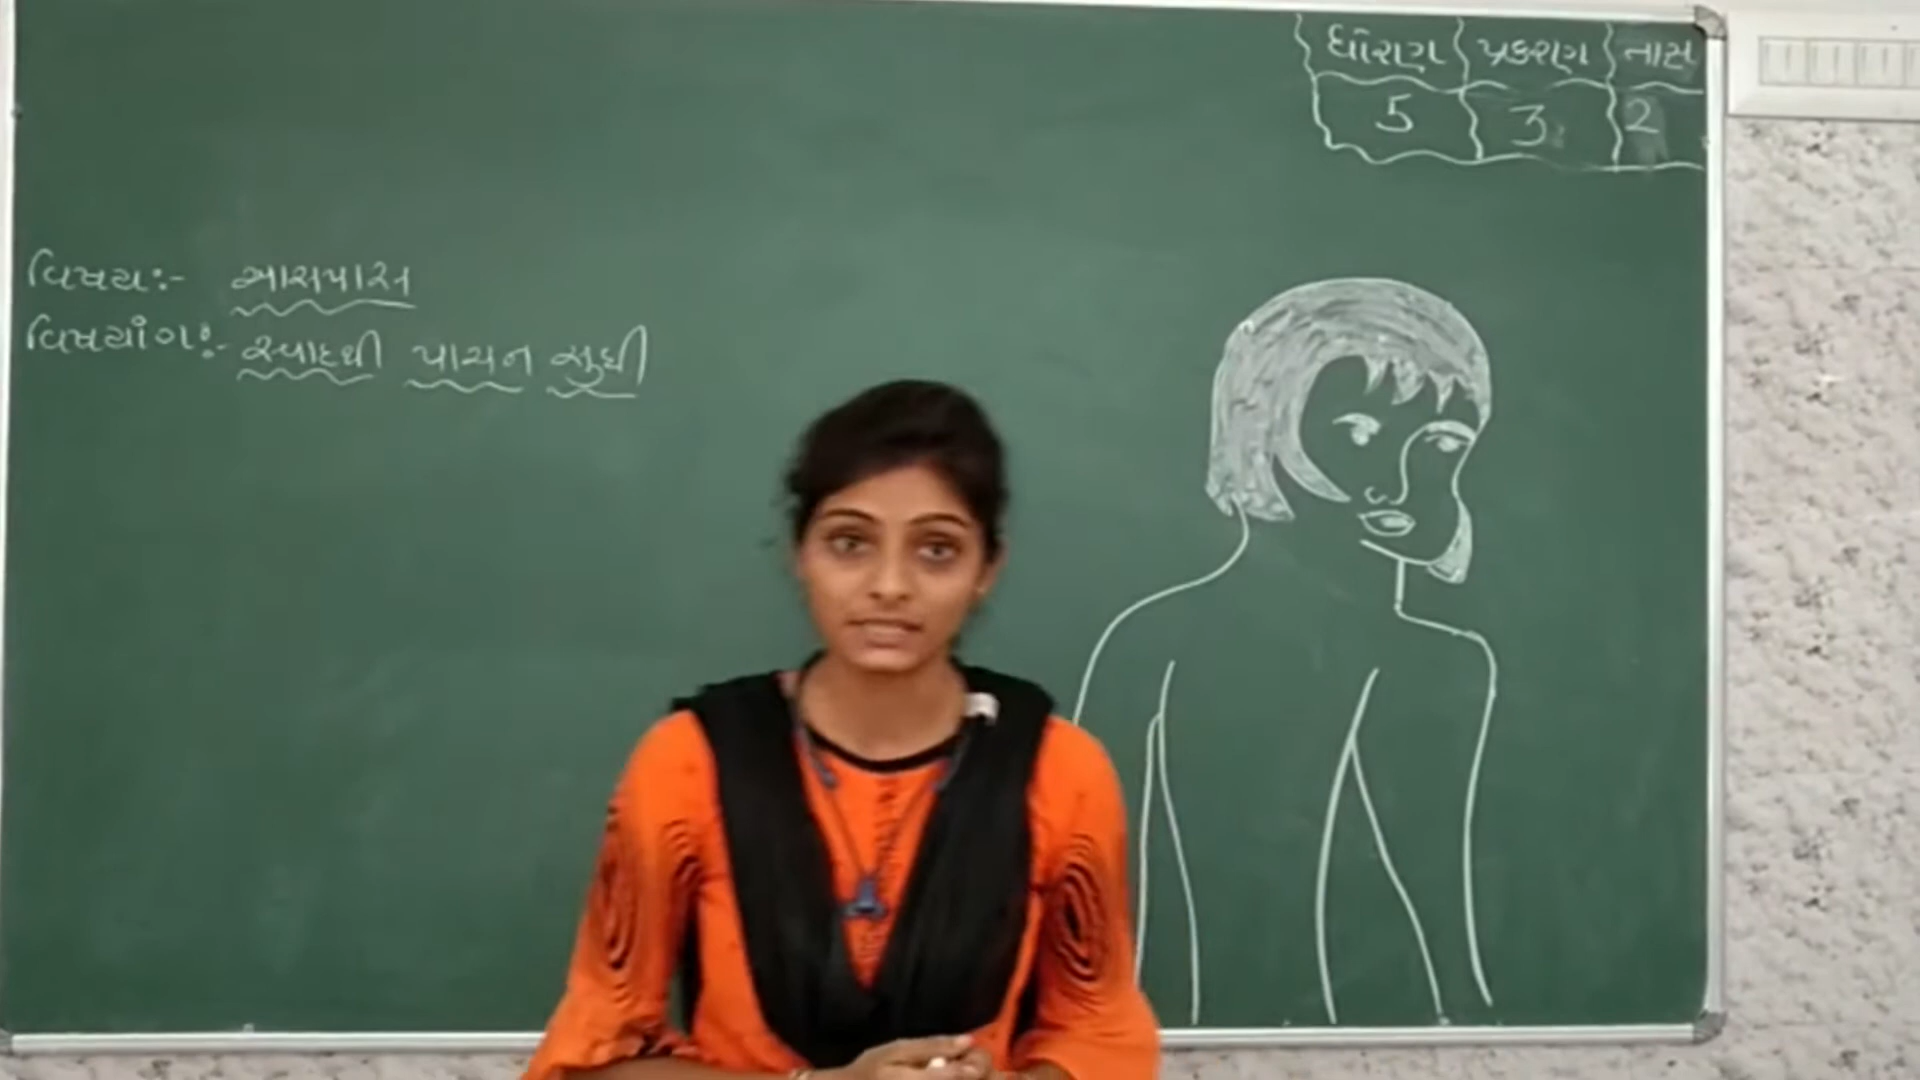 ધોરણ પ્રકરણ તાસ
5 3 2
વિષય:- આસપાસ
વિષયાંગ:- સ્વાદથી પાચન સુધી